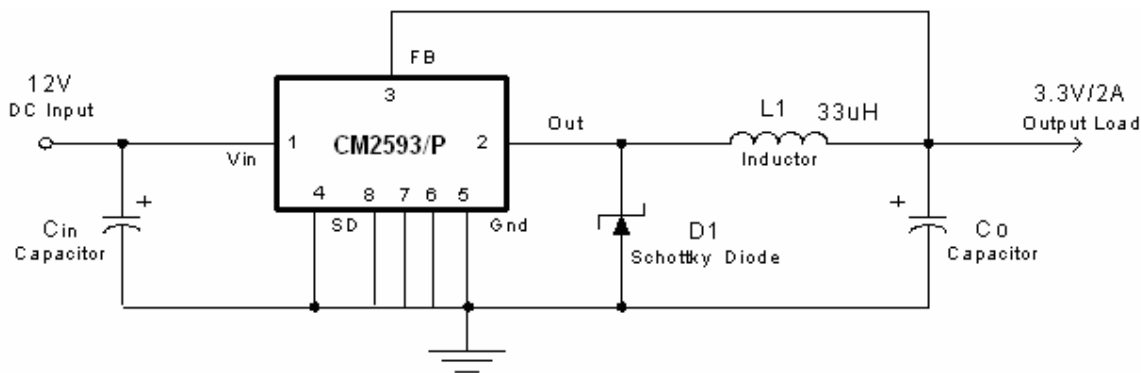 FB
12V
DC Input
3
3.3V/2A
Output Load
L1 33uH
Out
Vin
1
CM2593/P
2
Inductor
+
Cin
Capacitor
4
SD
8
7
6
5
Gnd
D1
Schottky Diode
+
Co
Capacitor